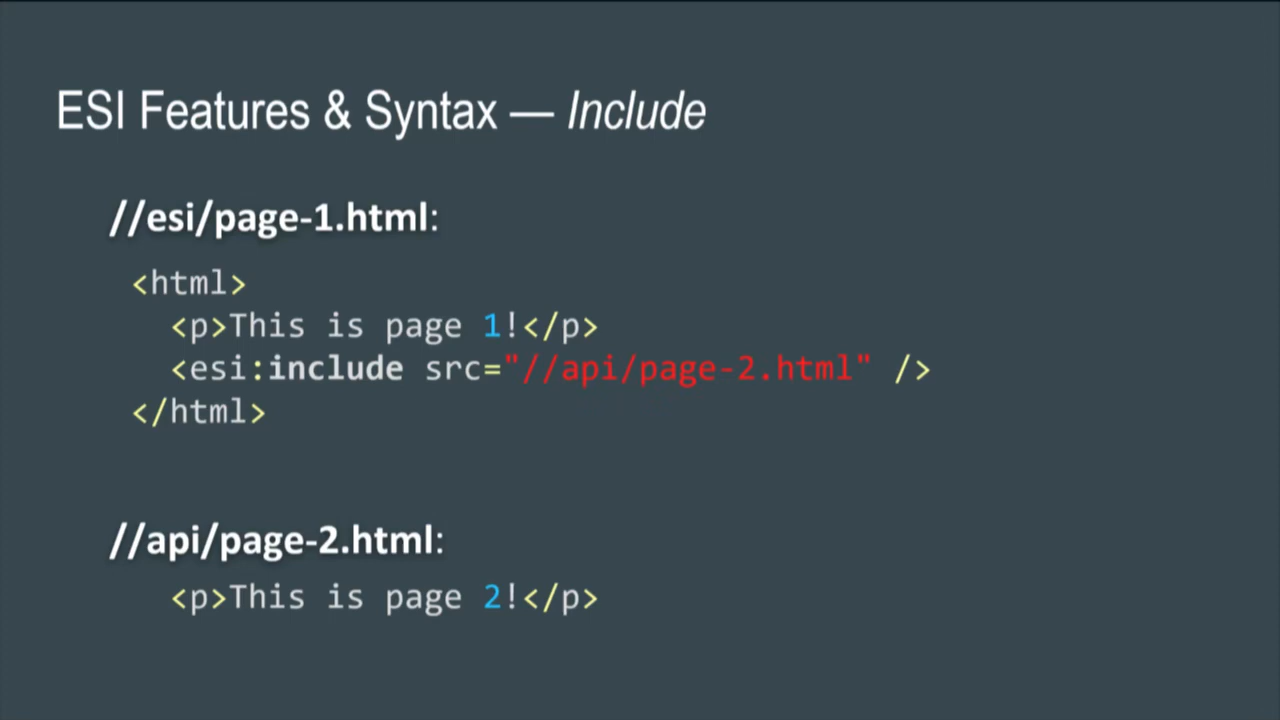 ESI Features & Syntax — Include
//esi/page-1.html:
<html>
<p>This is page 1!</p>
<esi:include src="//api/page-2.html" />
</html>
//api/page-2.html:
<p>This is page 2!</p>